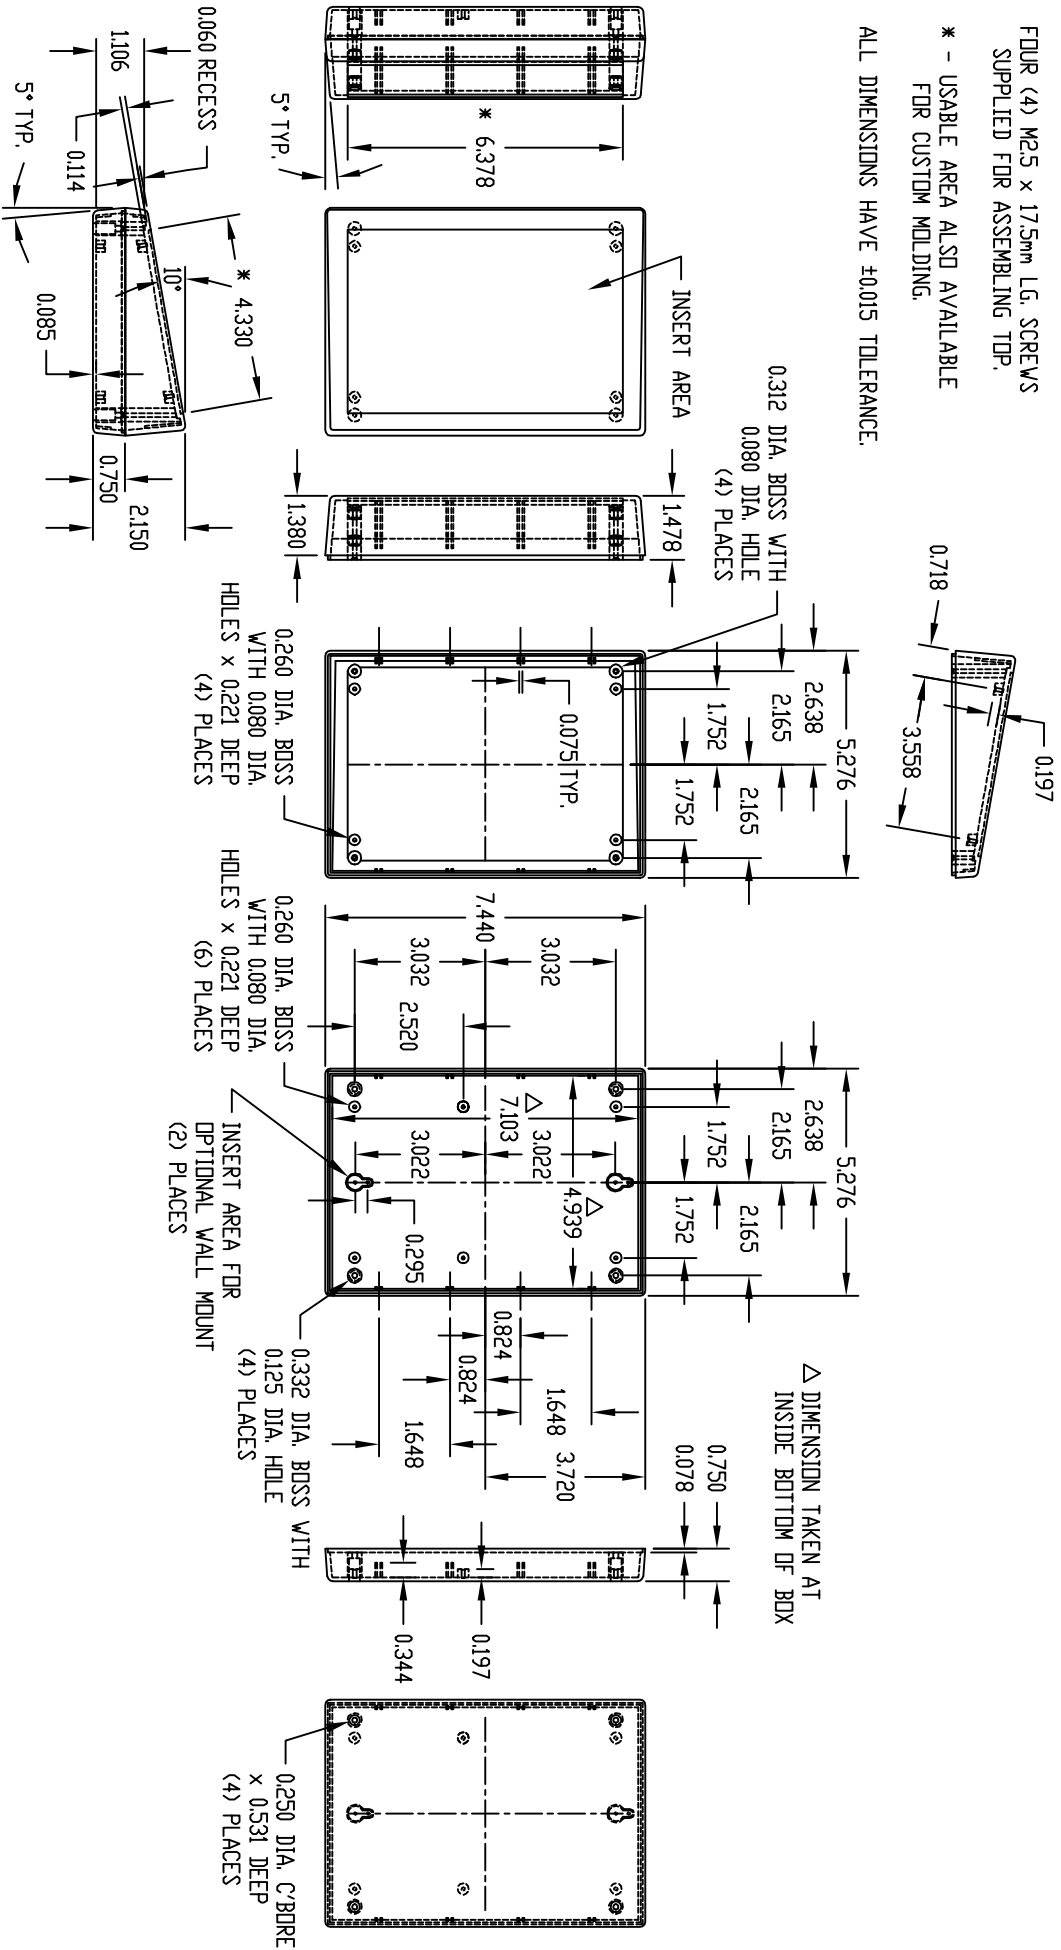 FOUR (4) M2.5 x 17.5mm LG. SCREWS
SUPPLIED FOR ASSEMBLING TOP.
* - USABLE AREA ALSO AVAILABLE
FOR CUSTOM MOLDING.
ALL DIMENSIONS HAVE ±0.015 TOLERANCE.
0.718
3.558
0.197
△ DIMENSION TAKEN AT
INSIDE BOTTOM OF BOX
* 6.378
5° TYP.
INSERT AREA
1.478
1.380
0.312 DIA. BOSS WITH
0.080 DIA. HOLE
(4) PLACES
5.276
2.638
2.165
1.752
2.165
1.752
0.075 TYP.
0.260 DIA. BOSS
WITH 0.080 DIA.
HOLES x 0.221 DEEP
(4) PLACES
5.276
2.638
2.165
1.752
2.165
1.752
7.440
3.032
3.032
2.520
△
7.103
△
4.939
3.022
3.022
0.295
0.824
0.824
1.648
1.648
3.720
0.260 DIA. BOSS
WITH 0.080 DIA.
HOLES x 0.221 DEEP
(6) PLACES
INSERT AREA FOR
OPTIONAL WALL MOUNT
(2) PLACES
0.332 DIA. BOSS WITH
0.125 DIA. HOLE
(4) PLACES
0.750
0.078
0.197
0.344
0.250 DIA. C'BORE
x 0.531 DEEP
(4) PLACES
0.060 RECESS
1.106
0.114
5° TYP.
* 4.330
10°
0.085
0.750
2.150